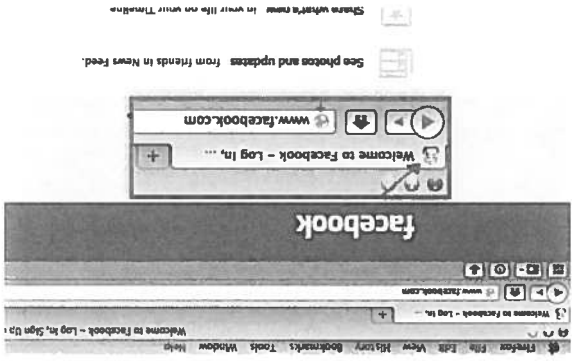 Firefox File Edit View History Bookmarks Tools Window Help
Welcome to Facebook – Log In, Sign Up
Welcome to Facebook – Log In, ...
www.facebook.com
facebook
Welcome to Facebook – Log In, ...
www.facebook.com
See photos and updates from friends in News Feed.
Share what's new in your life on your Timeline